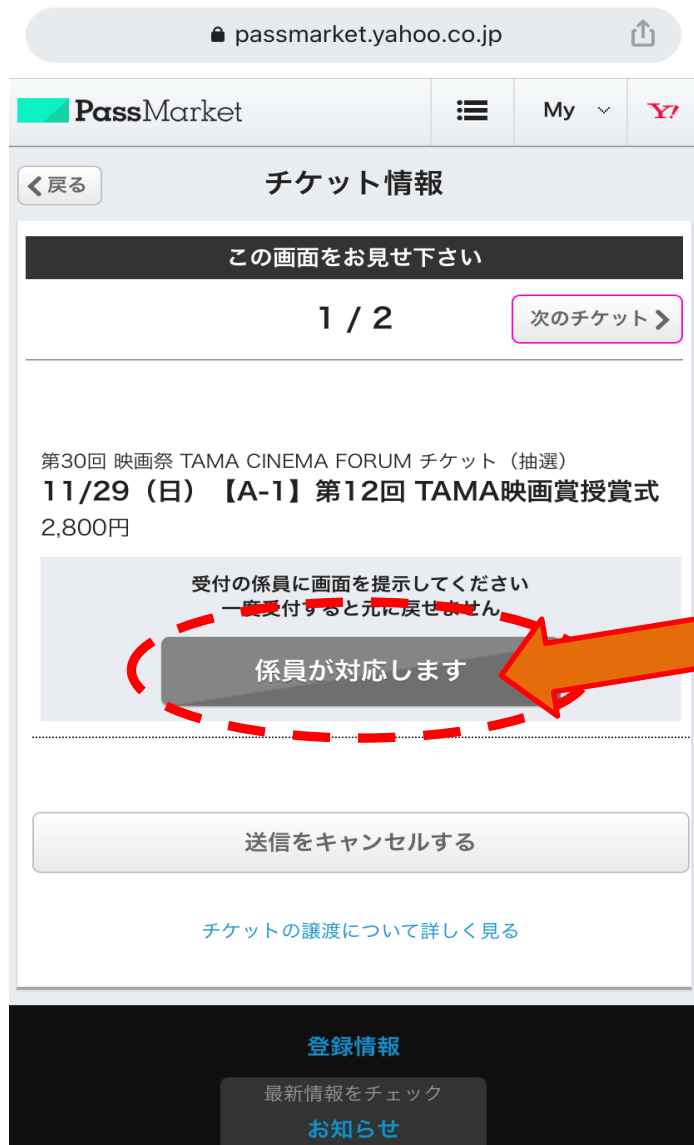 passmarket.yahoo.co.jp
PassMarket
My
Y!
戻る
チケット情報
この画面をお見せ下さい
1 / 2
次のチケット
第30回 映画祭 TAMA CINEMA FORUM チケット（抽選）
11/29（日）【A-1】第12回 TAMA映画賞授賞式
2,800円
受付の係員に画面を提示してください
一度受付すると元に戻せません
係員が対応します
送信をキャンセルする
チケットの譲渡について詳しく見る
登録情報
最新情報をチェック
お知らせ